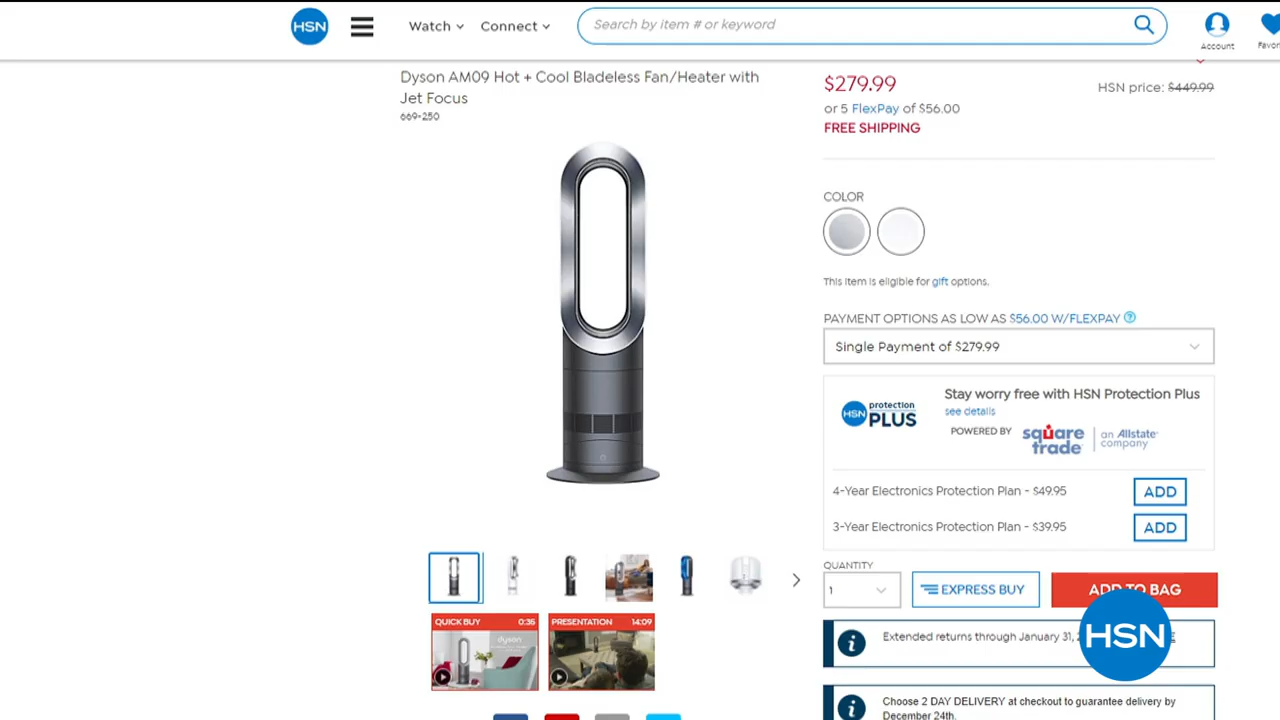 HSN
Watch
Connect
Search by item # or keyword
Account
Dyson AM09 Hot + Cool Bladeless Fan/Heater with
Jet Focus
669-250
$279.99
HSN price: $449.99
or 5 FlexPay of $56.00
FREE SHIPPING
COLOR
This item is eligible for gift options.
PAYMENT OPTIONS AS LOW AS $56.00 W/FLEXPAY ?
Single Payment of $279.99
HSN protection PLUS
Stay worry free with HSN Protection Plus
see details
POWERED BY
square trade
an Allstate company
4-Year Electronics Protection Plan - $49.95
ADD
3-Year Electronics Protection Plan - $39.95
ADD
QUANTITY
1
EXPRESS BUY
ADD TO BAG
QUICK BUY 0:35
dyson
PRESENTATION 14:09
Extended returns through January 31,
HSN
Choose 2 DAY DELIVERY at checkout to guarantee delivery by
December 24th.